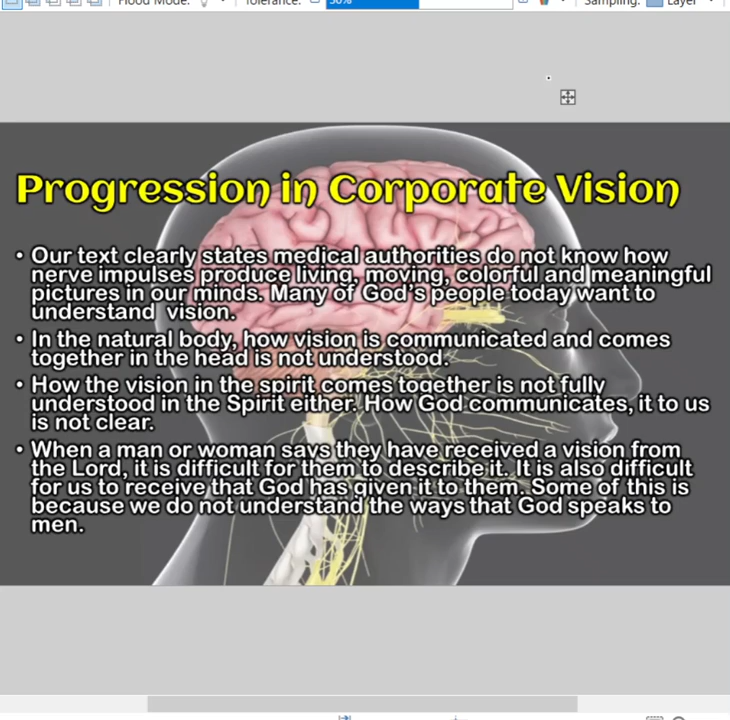 Flood Mode: Tolerance: 50% Sampling: Layer
Progression in Corporate Vision
• Our text clearly states medical authorities do not know how
nerve impulses produce living, moving, colorful and meaningful
pictures in our minds. Many of God's people today want to
understand vision.
• In the natural body, how vision is communicated and comes
together in the head is not understood.
• How the vision in the spirit comes together is not fully
understood in the Spirit either. How God communicates, it to us
is not clear.
• When a man or woman says they have received a vision from
the Lord, it is difficult for them to describe it. It is also difficult
for us to receive that God has given it to them. Some of this is
because we do not understand the ways that God speaks to
men.